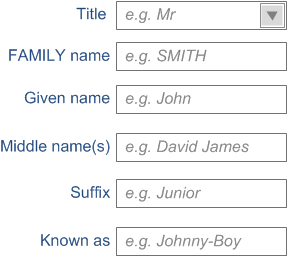 Title e.g. Mr
FAMILY name e.g. SMITH
Given name e.g. John
Middle name(s) e.g. David James
Suffix e.g. Junior
Known as e.g. Johnny-Boy